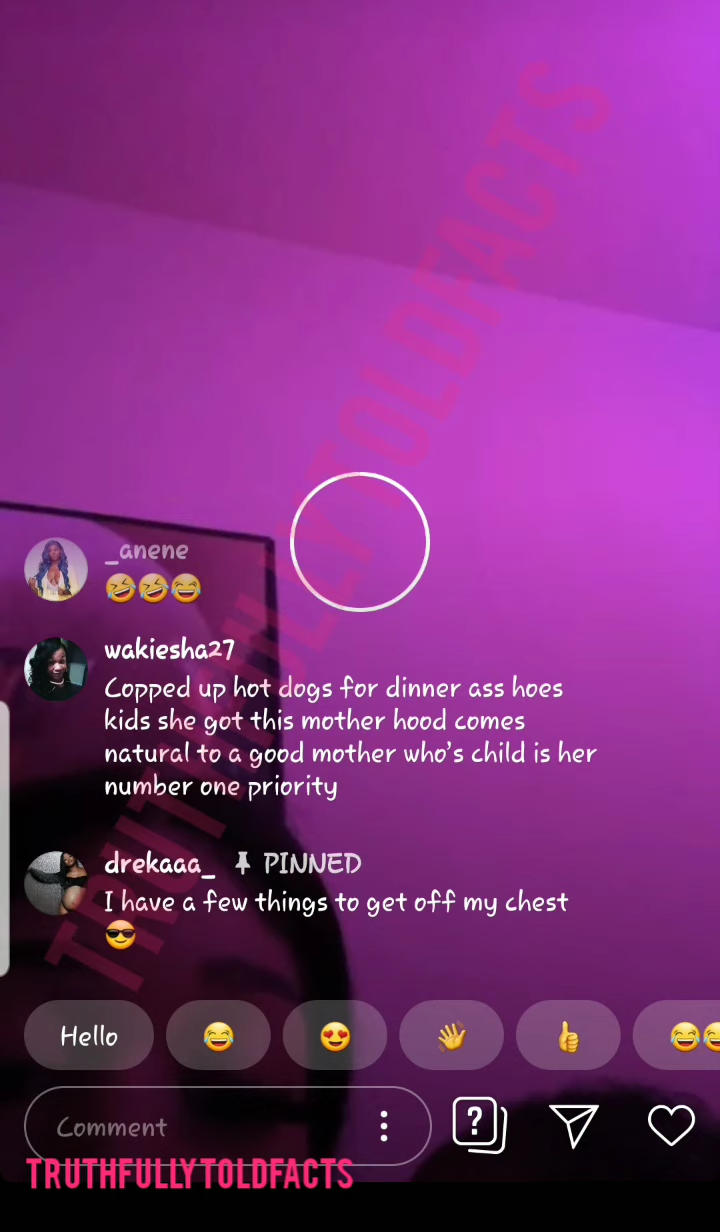 TRUTHFULLYTOLDFACTS
_anene
🤣🤣😂
wakiesha27
Copped up hot dogs for dinner ass hoes
kids she got this mother hood comes
natural to a good mother who's child is her
number one priority
drekaaa_ 📌 PINNED
I have a few things to get off my chest
😎
Hello 😂 😍 👋 👍 😂😂
Comment
?
TRUTHFULLYTOLDFACTS